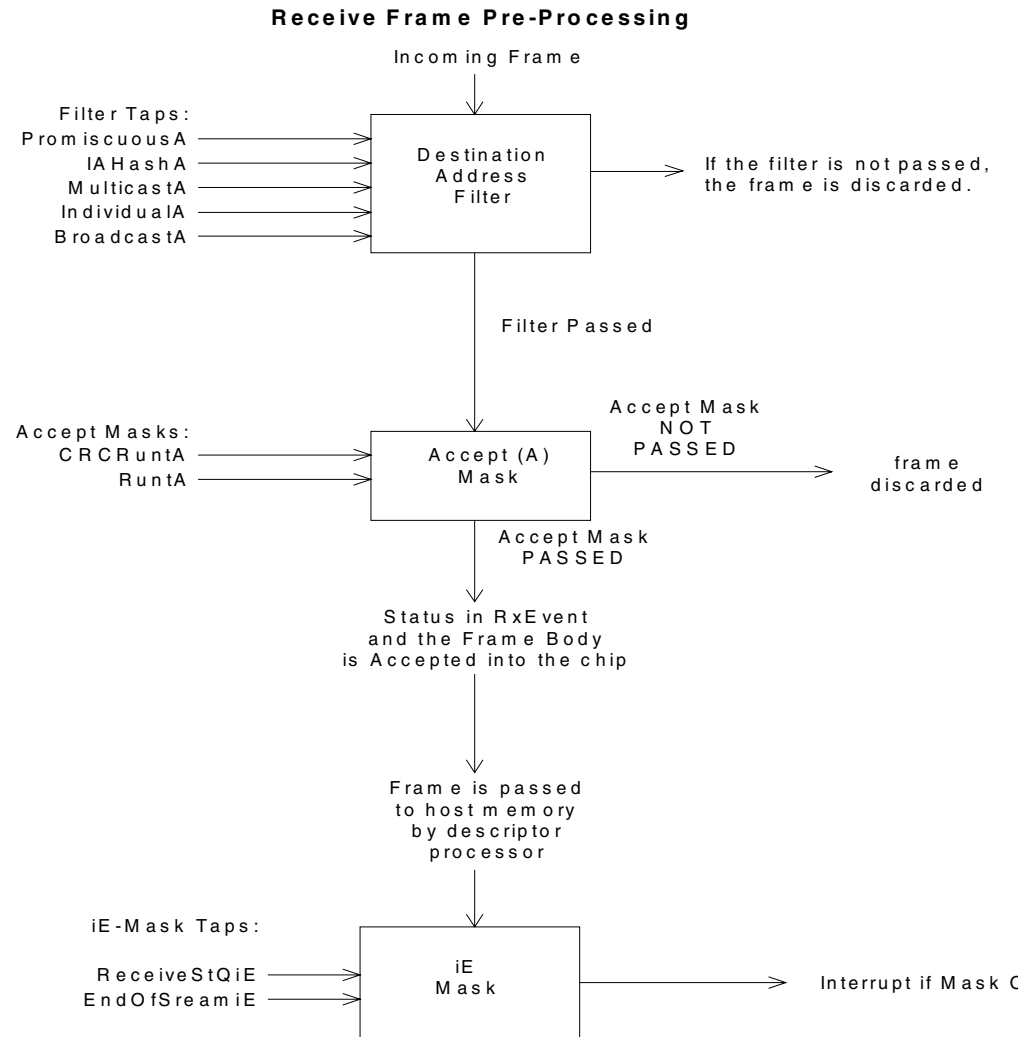 Receive Frame Pre-Processing
Incoming Frame
Filter Taps:
PromiscuousA
IAHashA
MulticastA
IndividualA
BroadcastA
Destination
Address
Filter
If the filter is not passed,
the frame is discarded.
Filter Passed
Accept Masks:
CRCRuntA
RuntA
Accept (A)
Mask
Accept Mask
NOT
PASSED
frame
discarded
Accept Mask
PASSED
Status in RxEvent
and the Frame Body
is Accepted into the chip
Frame is passed
to host memory
by descriptor
processor
iE-Mask Taps:
ReceiveStQiE
EndOfSreamiE
iE
Mask
Interrupt if Mask